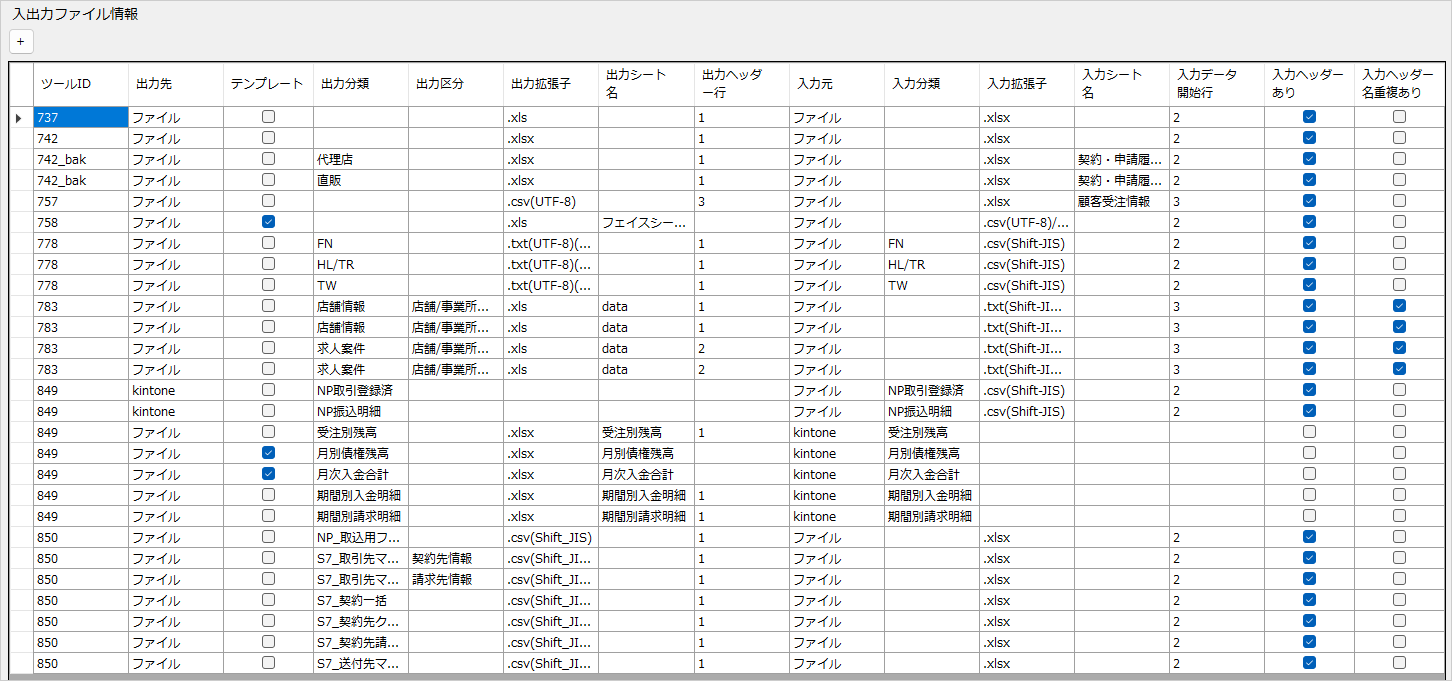 入出力ファイル情報
+
ツールID 出力先 テンプレート 出力分類 出力区分 出力拡張子 出力シート名 出力ヘッダー行 入力元 入力分類 入力拡張子 入力シート名 入力データ開始行 入力ヘッダーあり 入力ヘッダー名重複あり
737 ファイル .xls 1 ファイル .xlsx 2
742 ファイル .xlsx 1 ファイル .xlsx 2
742_bak ファイル 代理店 .xlsx 1 ファイル .xlsx 契約・申請履... 2
742_bak ファイル 直販 .xlsx 1 ファイル .xlsx 契約・申請履... 2
757 ファイル .csv(UTF-8) 3 ファイル .xlsx 顧客受注情報 3
758 ファイル .xls フェイスシー... ファイル .csv(UTF-8)/... 2
778 ファイル FN .txt(UTF-8)(... 1 ファイル FN .csv(Shift-JIS) 2
778 ファイル HL/TR .txt(UTF-8)(... 1 ファイル HL/TR .csv(Shift-JIS) 2
778 ファイル TW .txt(UTF-8)(... 1 ファイル TW .csv(Shift-JIS) 2
783 ファイル 店舗情報 店舗/事業所... .xls data 1 ファイル .txt(Shift-JI... 3
783 ファイル 店舗情報 店舗/事業所... .xls data 1 ファイル .txt(Shift-JI... 3
783 ファイル 求人案件 店舗/事業所... .xls data 2 ファイル .txt(Shift-JI... 3
783 ファイル 求人案件 店舗/事業所... .xls data 2 ファイル .txt(Shift-JI... 3
849 kintone NP取引登録済 ファイル NP取引登録済 .csv(Shift-JIS) 2
849 kintone NP振込明細 ファイル NP振込明細 .csv(Shift-JIS) 2
849 ファイル 受注別残高 .xlsx 受注別残高 1 kintone 受注別残高
849 ファイル 月別債権残高 .xlsx 月別債権残高 kintone 月別債権残高
849 ファイル 月次入金合計 .xlsx 月次入金合計 kintone 月次入金合計
849 ファイル 期間別入金明細 .xlsx 期間別入金明細 1 kintone 期間別入金明細
849 ファイル 期間別請求明細 .xlsx 期間別請求明細 1 kintone 期間別請求明細
850 ファイル NP_取込用フ... .csv(Shift_JIS) 1 ファイル .xlsx 2
850 ファイル S7_取引先マ... 契約先情報 .csv(Shift_JI... 1 ファイル .xlsx 2
850 ファイル S7_取引先マ... 請求先情報 .csv(Shift_JI... 1 ファイル .xlsx 2
850 ファイル S7_契約一括 .csv(Shift_JI... 1 ファイル .xlsx 2
850 ファイル S7_契約先ク... .csv(Shift_JI... 1 ファイル .xlsx 2
850 ファイル S7_契約先請... .csv(Shift_JI... 1 ファイル .xlsx 2
850 ファイル S7_送付先マ... .csv(Shift_JI... 1 ファイル .xlsx 2